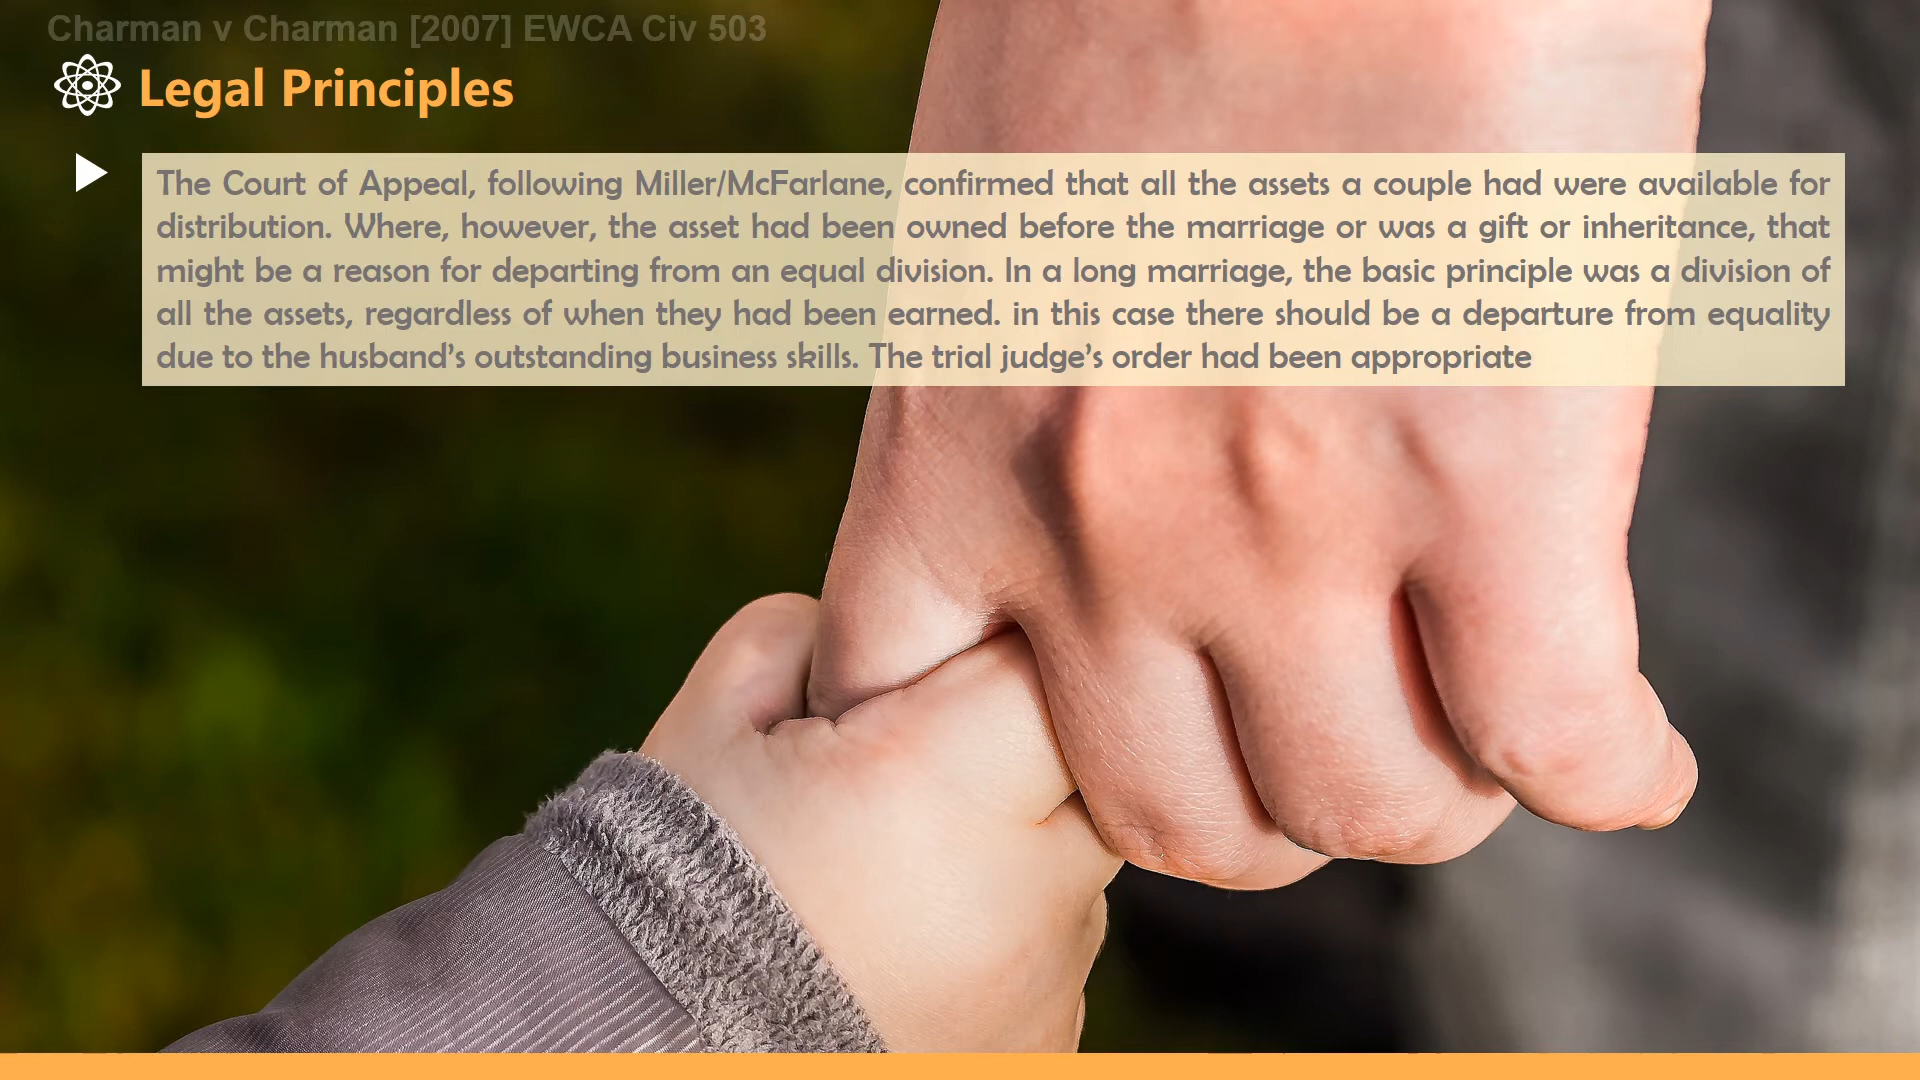 Charman v Charman [2007] EWCA Civ 503
Legal Principles
The Court of Appeal, following Miller/McFarlane, confirmed that all the assets a couple had were available for
distribution. Where, however, the asset had been owned before the marriage or was a gift or inheritance, that
might be a reason for departing from an equal division. In a long marriage, the basic principle was a division of
all the assets, regardless of when they had been earned. in this case there should be a departure from equality
due to the husband’s outstanding business skills. The trial judge’s order had been appropriate